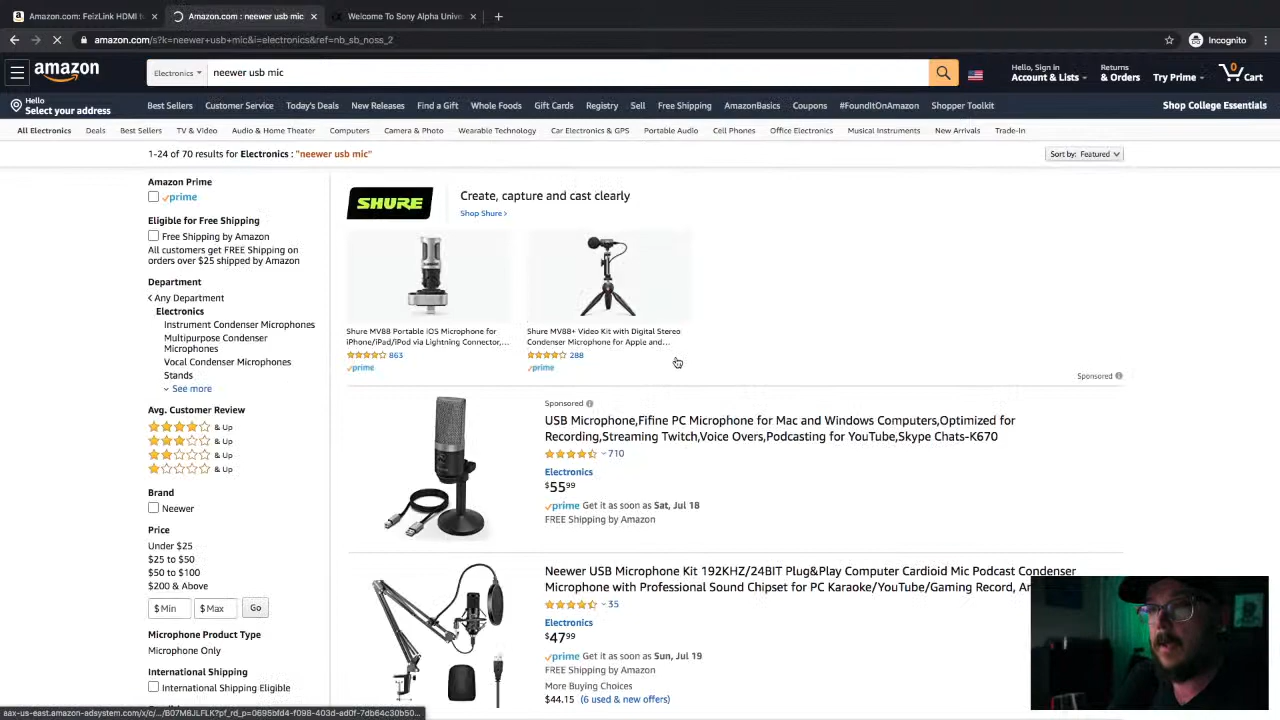 Amazon.com: FeizLink HDMI t
Amazon.com : neewer usb mic
Welcome To Sony Alpha Unive
amazon.com/s?k=neewer+usb+mic&i=electronics&ref=nb_sb_noss_2
Incognito
amazon
Electronics
neewer usb mic
Hello, Sign in
Account & Lists
Returns
& Orders
Try Prime
0
Cart
Hello
Select your address
Best Sellers Customer Service Today's Deals New Releases Find a Gift Whole Foods Gift Cards Registry Sell Free Shipping AmazonBasics Coupons #FoundItOnAmazon Shopper Toolkit
Shop College Essentials
All Electronics Deals Best Sellers TV & Video Audio & Home Theater Computers Camera & Photo Wearable Technology Car Electronics & GPS Portable Audio Cell Phones Office Electronics Musical Instruments New Arrivals Trade-In
1-24 of 70 results for Electronics : "neewer usb mic"
Sort by: Featured
Amazon Prime
prime
Eligible for Free Shipping
Free Shipping by Amazon
All customers get FREE Shipping on
orders over $25 shipped by Amazon
Department
Any Department
Electronics
Instrument Condenser Microphones
Multipurpose Condenser
Microphones
Vocal Condenser Microphones
Stands
See more
Avg. Customer Review
& Up
& Up
& Up
& Up
Brand
Neewer
Price
Under $25
$25 to $50
$50 to $100
$200 & Above
$ Min
$ Max
Go
Microphone Product Type
Microphone Only
International Shipping
International Shipping Eligible
SHURE
Create, capture and cast clearly
Shop Shure
Shure MV88 Portable iOS Microphone for
iPhone/iPad/iPod via Lightning Connector,...
863
prime
Shure MV88+ Video Kit with Digital Stereo
Condenser Microphone for Apple and...
288
prime
Sponsored
Sponsored
USB Microphone,Fifine PC Microphone for Mac and Windows Computers,Optimized for
Recording,Streaming Twitch,Voice Overs,Podcasting for YouTube,Skype Chats-K670
710
Electronics
$55 99
prime Get it as soon as Sat, Jul 18
FREE Shipping by Amazon
Neewer USB Microphone Kit 192KHZ/24BIT Plug&Play Computer Cardioid Mic Podcast Condenser
Microphone with Professional Sound Chipset for PC Karaoke/YouTube/Gaming Record, Ar
35
Electronics
$47 99
prime Get it as soon as Sun, Jul 19
FREE Shipping by Amazon
More Buying Choices
$44.15 (6 used & new offers)